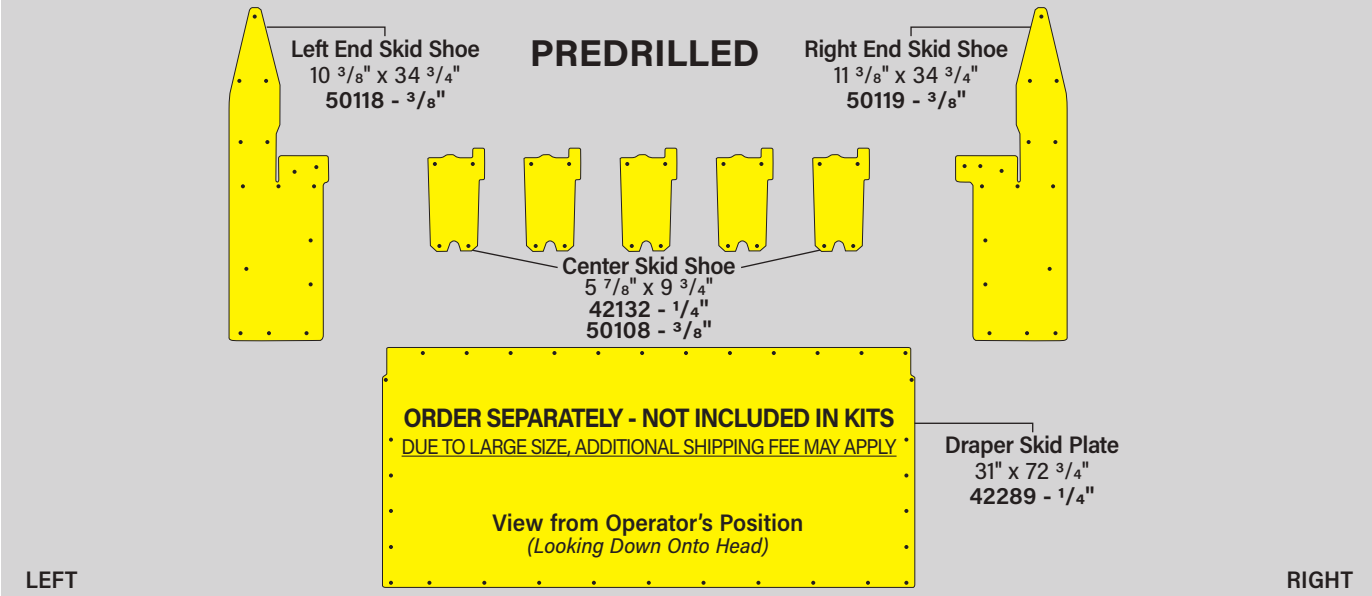 PREDRILLED
Left End Skid Shoe
10 3/8" x 34 3/4"
50118 - 3/8"
Right End Skid Shoe
11 3/8" x 34 3/4"
50119 - 3/8"
Center Skid Shoe
5 7/8" x 9 3/4"
42132 - 1/4"
50108 - 3/8"
ORDER SEPARATELY - NOT INCLUDED IN KITS
DUE TO LARGE SIZE, ADDITIONAL SHIPPING FEE MAY APPLY
Draper Skid Plate
31" x 72 3/4"
42289 - 1/4"
View from Operator's Position
(Looking Down Onto Head)
LEFT
RIGHT